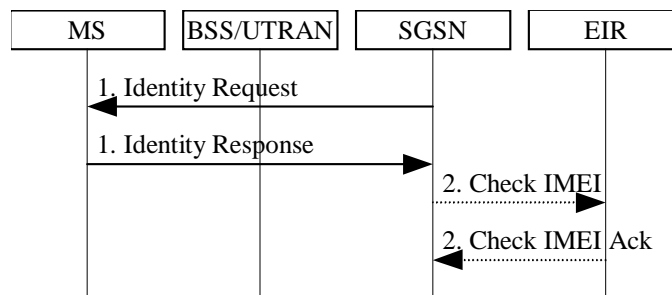 MS BSS/UTRAN SGSN EIR
1. Identity Request
1. Identity Response
2. Check IMEI
2. Check IMEI Ack